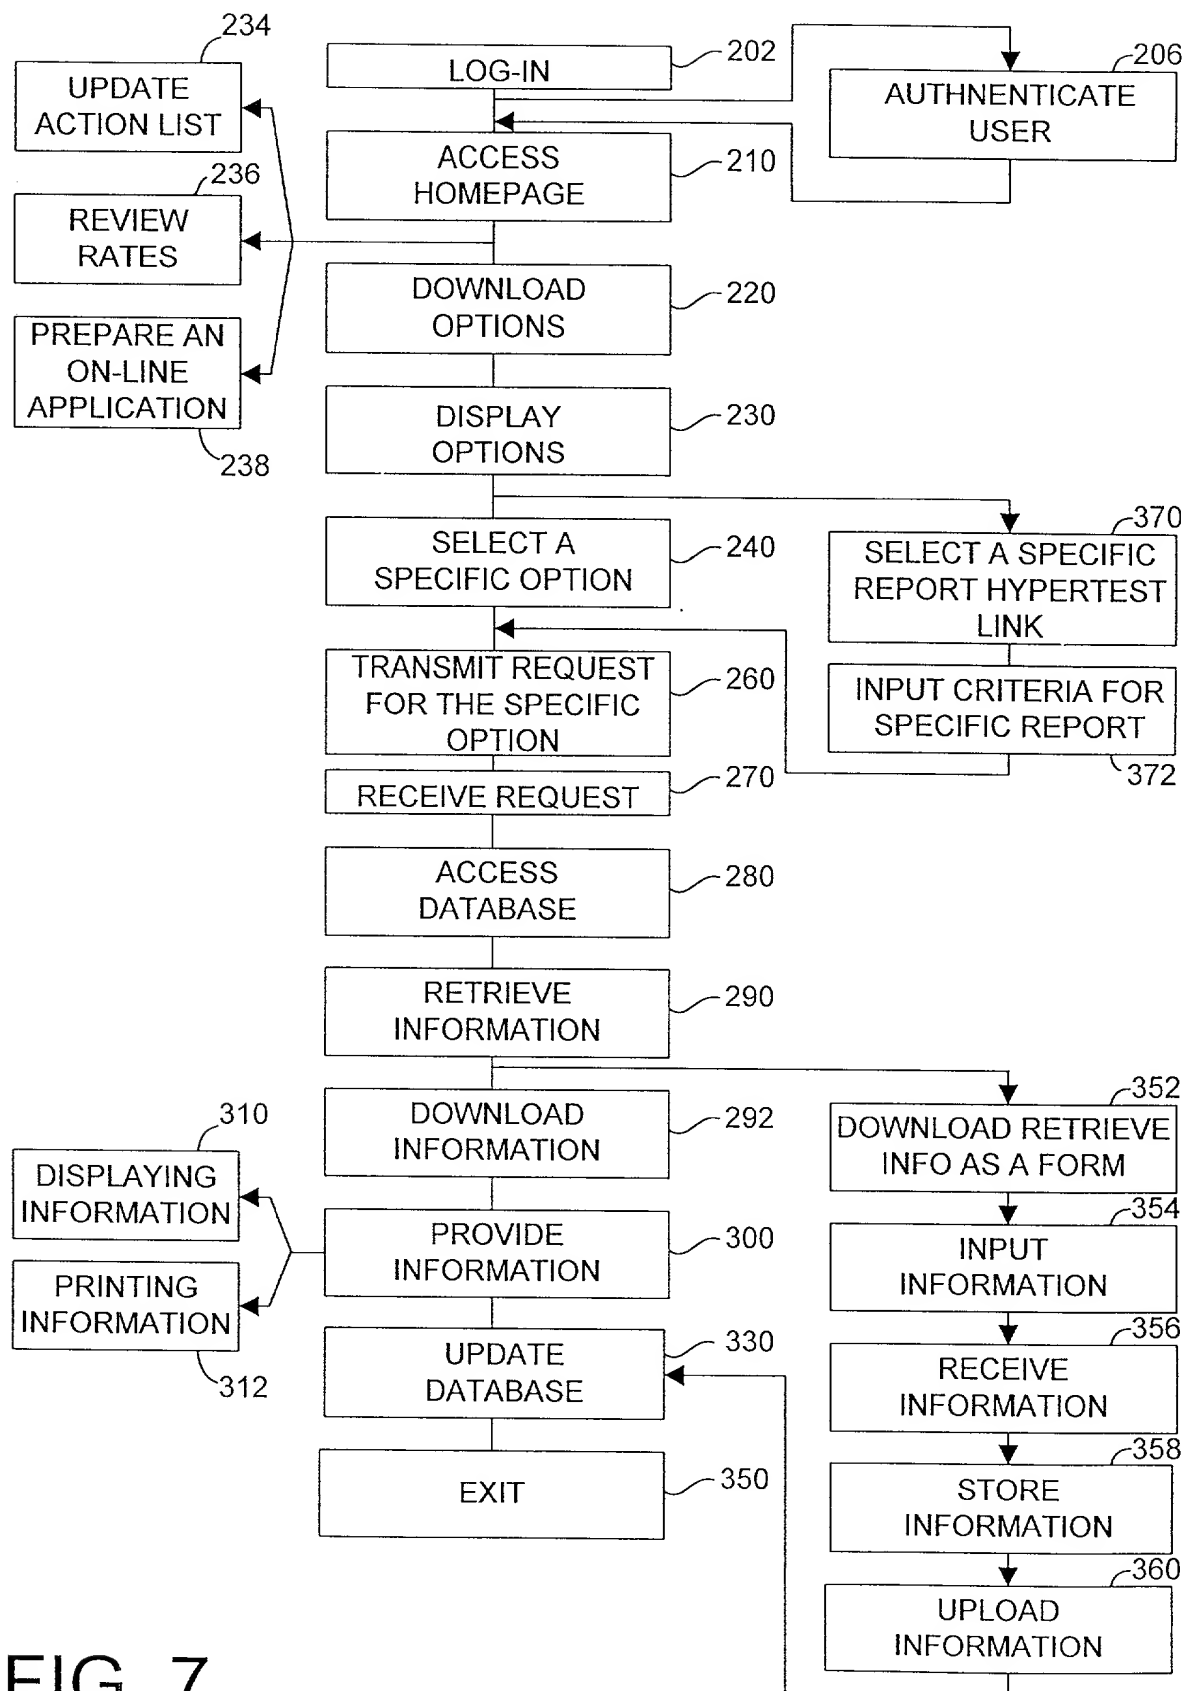 234
UPDATE
ACTION LIST
LOG-IN
202
206
AUTHNENTICATE
USER
ACCESS
HOMEPAGE
210
236
REVIEW
RATES
DOWNLOAD
OPTIONS
220
PREPARE AN
ON-LINE
APPLICATION
238
DISPLAY
OPTIONS
230
SELECT A
SPECIFIC OPTION
240
370
SELECT A SPECIFIC
REPORT HYPERTEST
LINK
TRANSMIT REQUEST
FOR THE SPECIFIC
OPTION
260
INPUT CRITERIA FOR
SPECIFIC REPORT
372
RECEIVE REQUEST
270
ACCESS
DATABASE
280
RETRIEVE
INFORMATION
290
DOWNLOAD
INFORMATION
292
352
DOWNLOAD RETRIEVE
INFO AS A FORM
310
DISPLAYING
INFORMATION
PROVIDE
INFORMATION
300
354
INPUT
INFORMATION
PRINTING
INFORMATION
312
UPDATE
DATABASE
330
356
RECEIVE
INFORMATION
EXIT
350
358
STORE
INFORMATION
360
UPLOAD
INFORMATION
FIG. 7